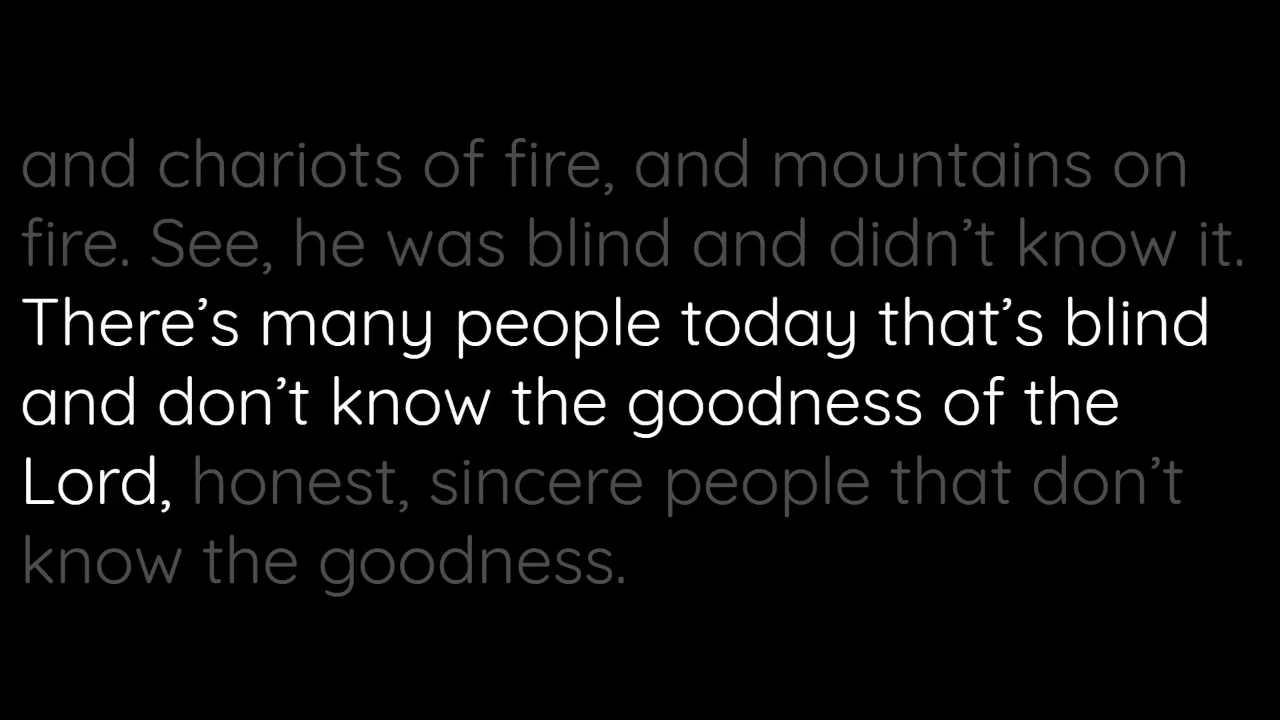 and chariots of fire, and mountains on
fire. See, he was blind and didn’t know it.
There’s many people today that’s blind
and don’t know the goodness of the
Lord, honest, sincere people that don’t
know the goodness.